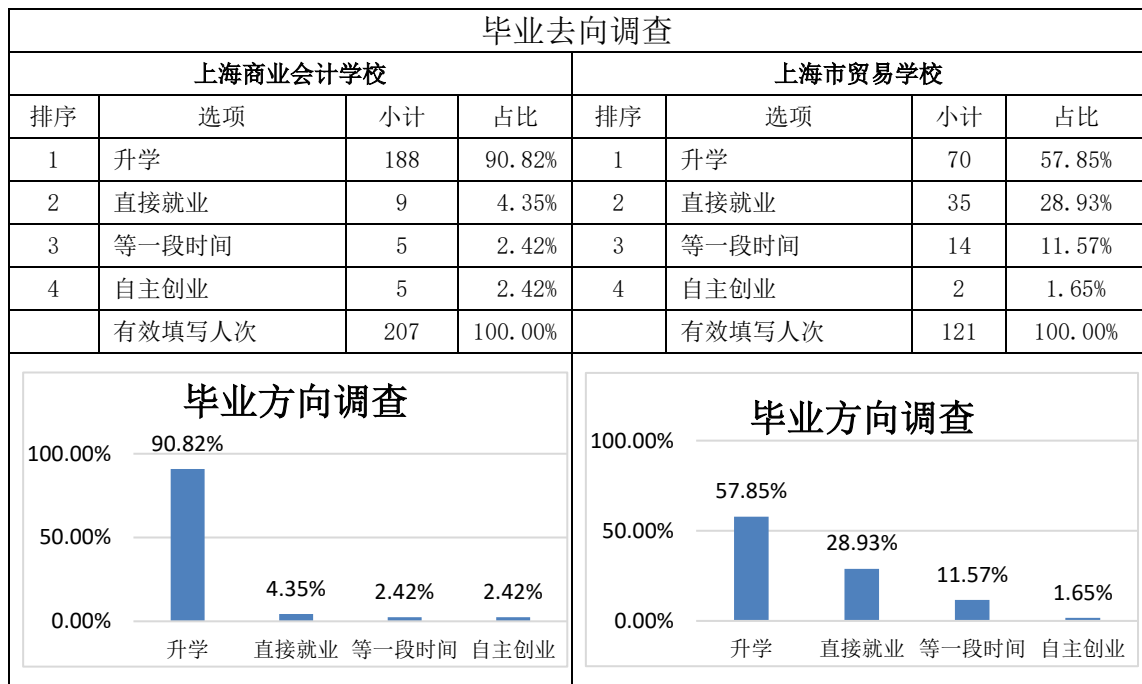 毕业去向调查
上海商业会计学校 上海市贸易学校
排序 选项 小计 占比 排序 选项 小计 占比
1 升学 188 90.82% 1 升学 70 57.85%
2 直接就业 9 4.35% 2 直接就业 35 28.93%
3 等一段时间 5 2.42% 3 等一段时间 14 11.57%
4 自主创业 5 2.42% 4 自主创业 2 1.65%
有效填写人次 207 100.00% 有效填写人次 121 100.00%
毕业方向调查
90.82%
100.00%
50.00%
4.35% 2.42% 2.42%
0.00%
升学 直接就业 等一段时间 自主创业
毕业方向调查
100.00%
57.85%
50.00%
28.93%
11.57%
1.65%
0.00%
升学 直接就业 等一段时间 自主创业